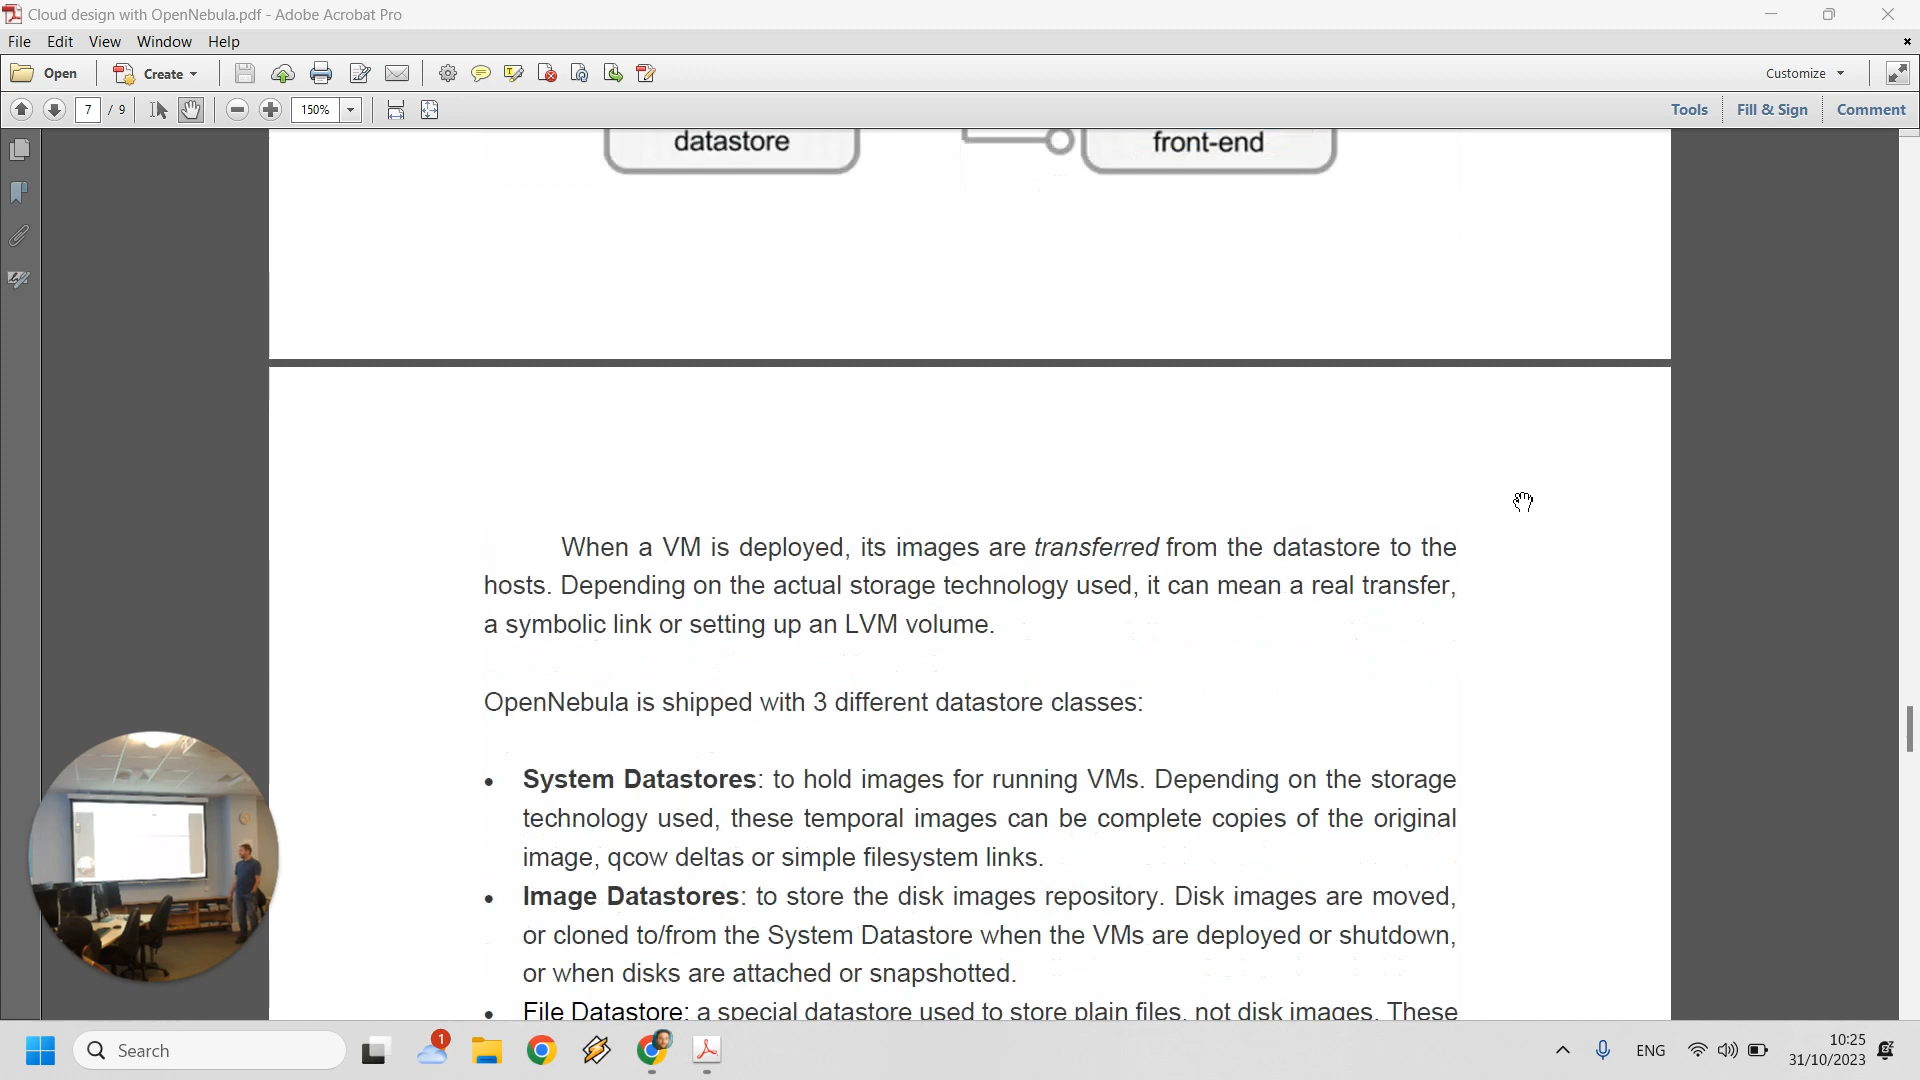 Cloud design with OpenNebula.pdf - Adobe Acrobat Pro
File Edit View Window Help
Open Create Customize
7 / 9 150% Tools Fill & Sign Comment
datastore front-end
When a VM is deployed, its images are transferred from the datastore to the
hosts. Depending on the actual storage technology used, it can mean a real transfer,
a symbolic link or setting up an LVM volume.
OpenNebula is shipped with 3 different datastore classes:
• System Datastores: to hold images for running VMs. Depending on the storage
technology used, these temporal images can be complete copies of the original
image, qcow deltas or simple filesystem links.
• Image Datastores: to store the disk images repository. Disk images are moved,
or cloned to/from the System Datastore when the VMs are deployed or shutdown,
or when disks are attached or snapshotted.
• File Datastore: a special datastore used to store plain files, not disk images. These
Search 1 ENG 10:25
31/10/2023